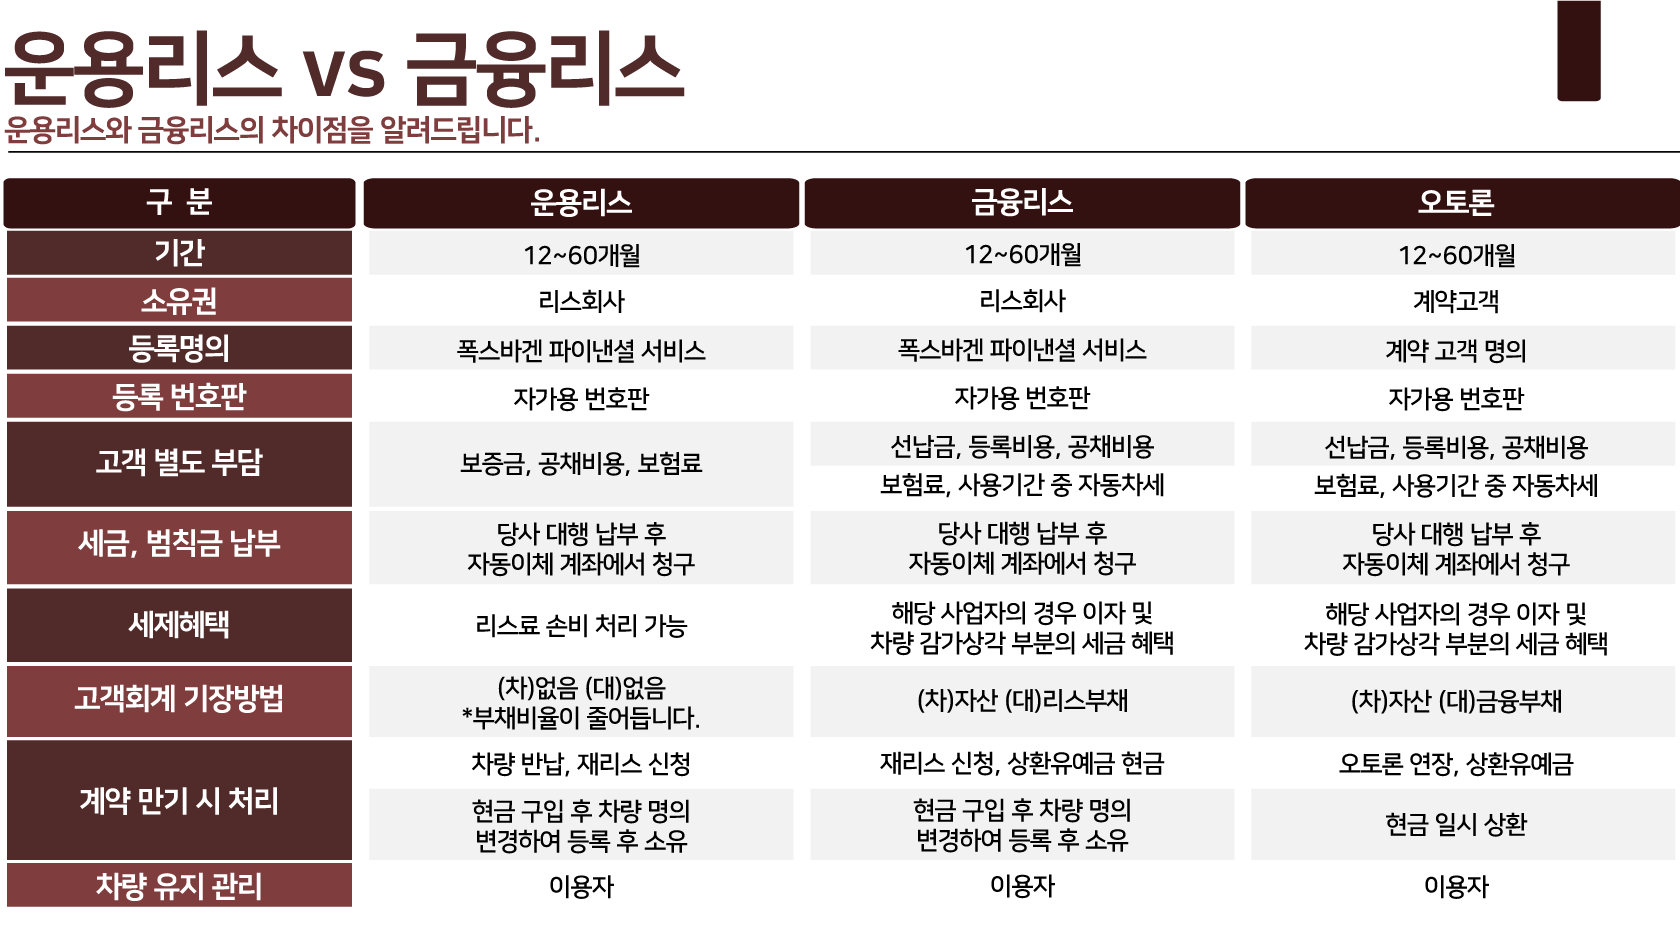 운용리스 vs 금융리스
운용리스와 금융리스의 차이점을 알려드립니다.
구 분 운용리스 금융리스 오토론
기간 12~60개월 12~60개월 12~60개월
소유권 리스회사 리스회사 계약고객
등록명의 폭스바겐 파이낸셜 서비스 폭스바겐 파이낸셜 서비스 계약 고객 명의
등록 번호판 자가용 번호판 자가용 번호판 자가용 번호판
고객 별도 부담 보증금, 공채비용, 보험료
선납금, 등록비용, 공채비용
보험료, 사용기간 중 자동차세
선납금, 등록비용, 공채비용
보험료, 사용기간 중 자동차세
세금, 범칙금 납부
당사 대행 납부 후
자동이체 계좌에서 청구
당사 대행 납부 후
자동이체 계좌에서 청구
당사 대행 납부 후
자동이체 계좌에서 청구
세제혜택 리스료 손비 처리 가능
해당 사업자의 경우 이자 및
차량 감가상각 부분의 세금 혜택
해당 사업자의 경우 이자 및
차량 감가상각 부분의 세금 혜택
고객회계 기장방법
(차)없음 (대)없음
*부채비율이 줄어듭니다.
(차)자산 (대)리스부채
(차)자산 (대)금융부채
계약 만기 시 처리
차량 반납, 재리스 신청
현금 구입 후 차량 명의
변경하여 등록 후 소유
재리스 신청, 상환유예금 현금
현금 구입 후 차량 명의
변경하여 등록 후 소유
오토론 연장, 상환유예금
현금 일시 상환
차량 유지 관리 이용자 이용자 이용자